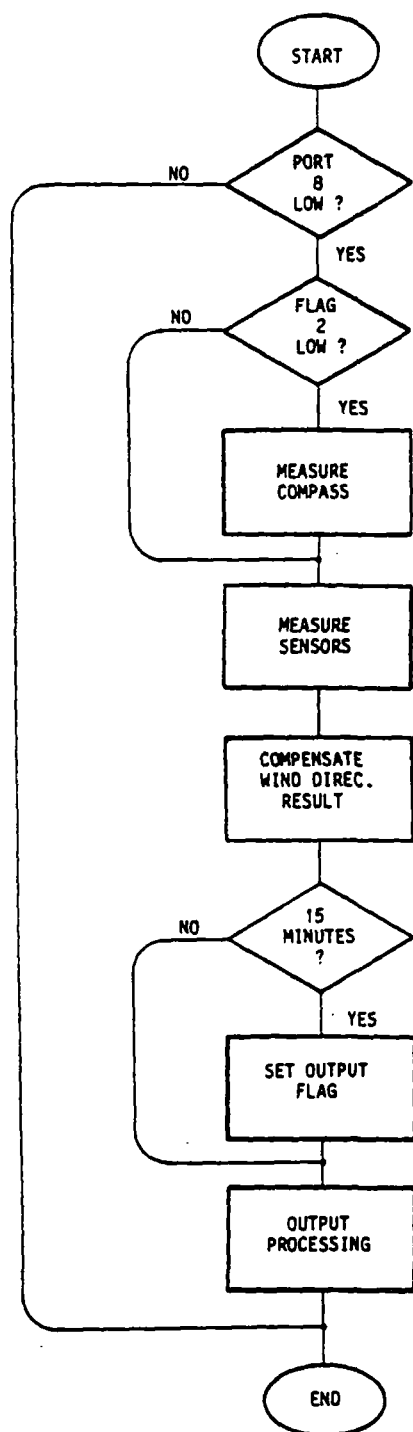 START
PORT
8
LOW ?
NO
YES
FLAG
2
LOW ?
NO
YES
MEASURE
COMPASS
MEASURE
SENSORS
COMPENSATE
WIND DIREC.
RESULT
15
MINUTES
?
NO
YES
SET OUTPUT
FLAG
OUTPUT
PROCESSING
END